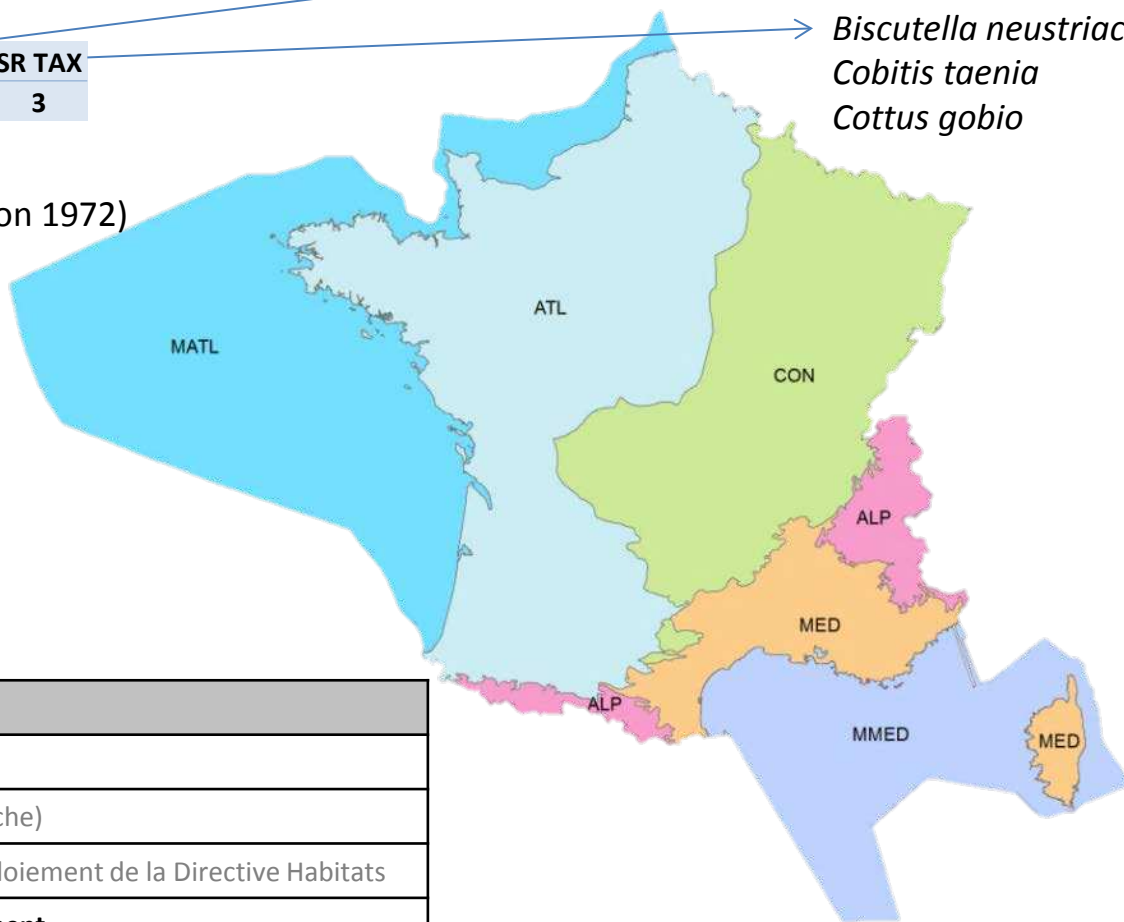 SR TAX
3
Biscutella neustriac
Cobitis taenia
Cottus gobio
on 1972)
ATL
MATL
CON
ALP
MED
ALP
MMED
MED
che)
loiement de la Directive Habitats